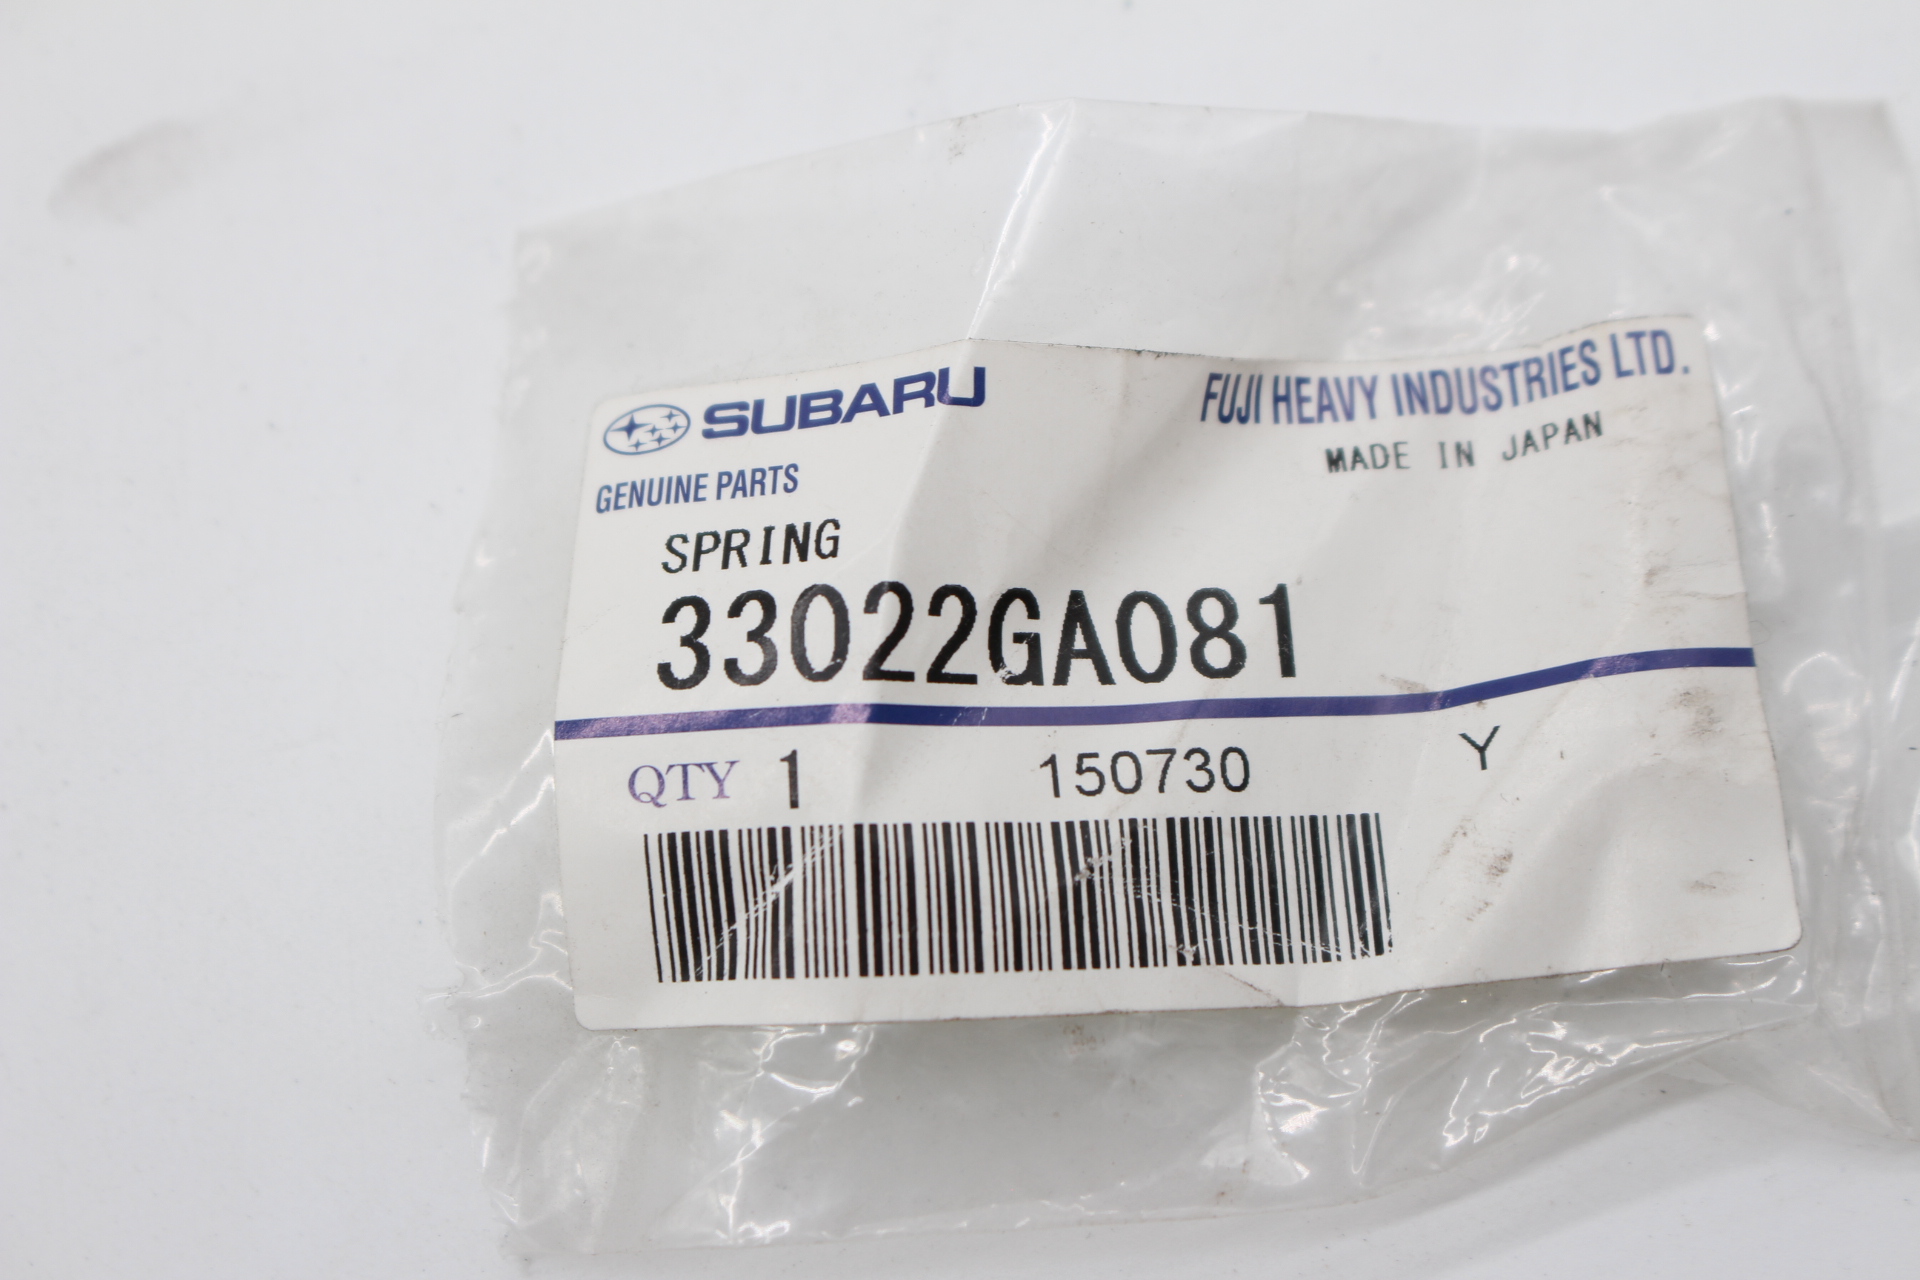 SUBARU
FUJI HEAVY INDUSTRIES LTD.
MADE IN JAPAN
GENUINE PARTS
SPRING
33022GA081
QTY 1 150730 Y